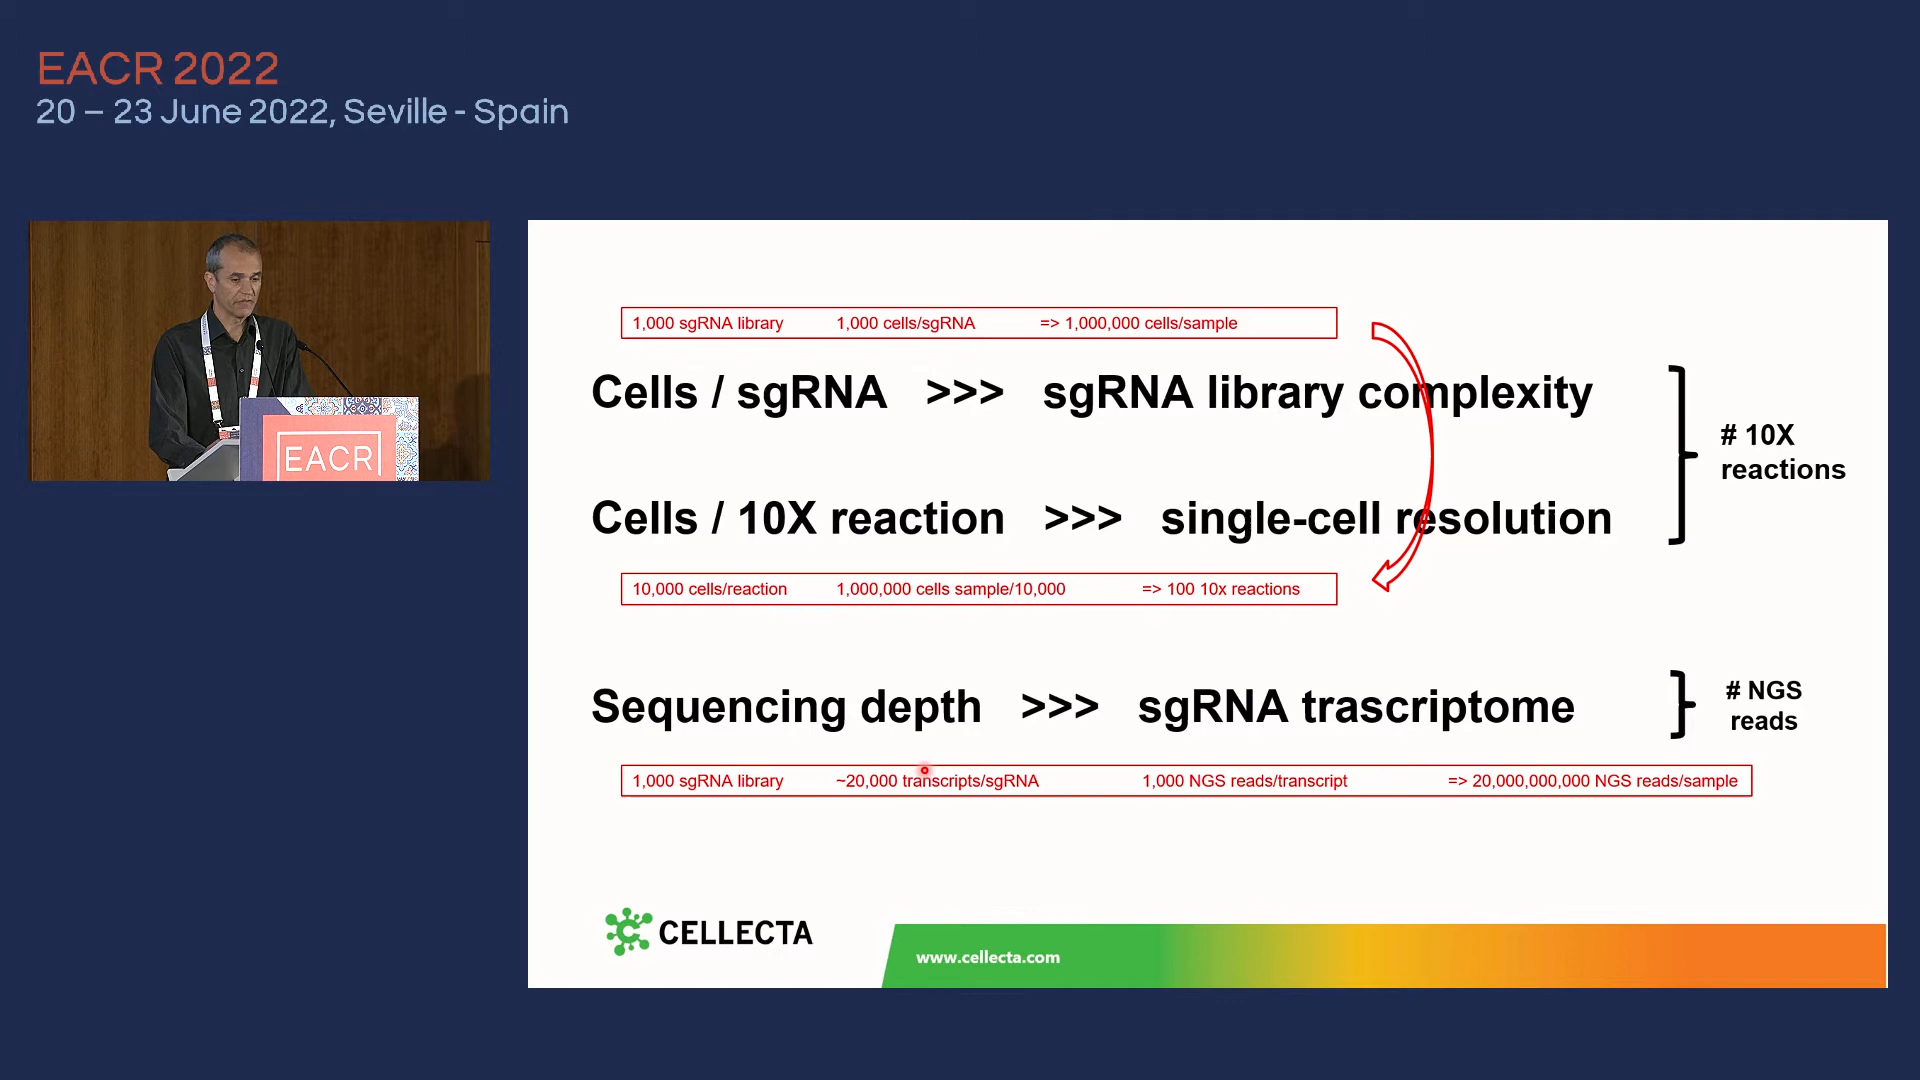 EACR 2022
20 – 23 June 2022, Seville - Spain
EACR
1,000 sgRNA library 1,000 cells/sgRNA => 1,000,000 cells/sample
Cells / sgRNA >>> sgRNA library complexity
# 10X
reactions
Cells / 10X reaction >>> single-cell resolution
10,000 cells/reaction 1,000,000 cells sample/10,000 => 100 10x reactions
Sequencing depth >>> sgRNA trascriptome
# NGS
reads
1,000 sgRNA library ~20,000 transcripts/sgRNA 1,000 NGS reads/transcript => 20,000,000,000 NGS reads/sample
CELLECTA
www.cellecta.com